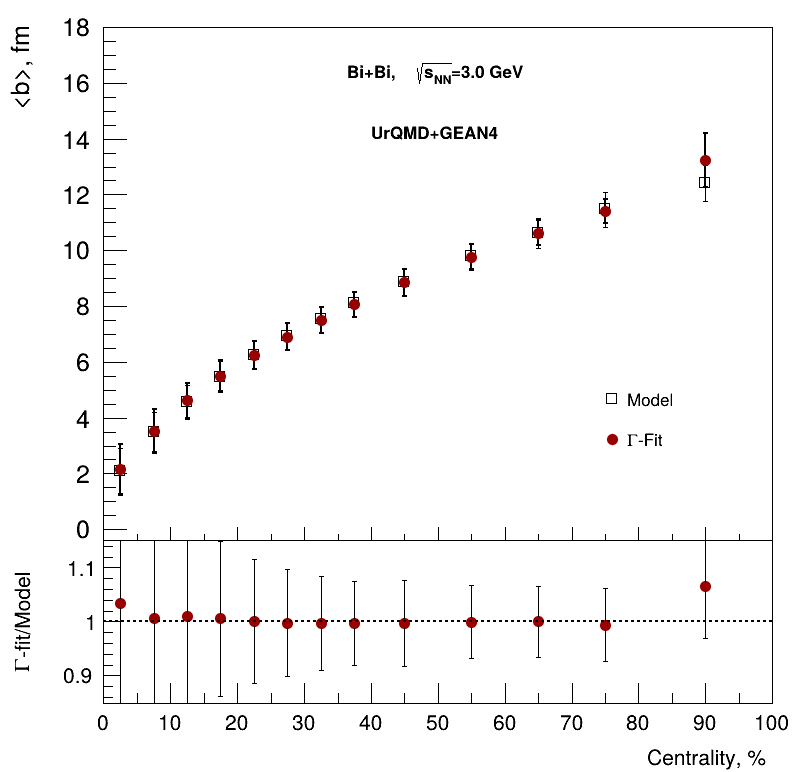 <b>, fm
18
16
14
12
10
8
6
4
2
0
Bi+Bi, √sNN=3.0 GeV
UrQMD+GEAN4
Model
Γ-Fit
Γ-fit/Model
1.1
1
0.9
0 10 20 30 40 50 60 70 80 90 100
Centrality, %